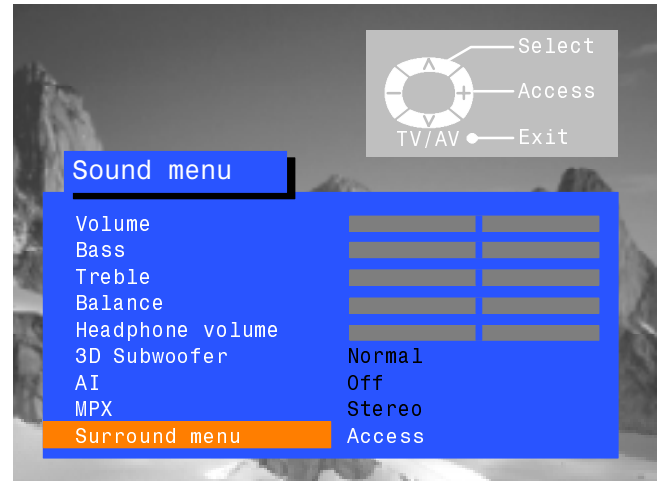 Select
Access
TV/AV Exit
Sound menu
Volume
Bass
Treble
Balance
Headphone volume
3D Subwoofer Normal
AI Off
MPX Stereo
Surround menu Access